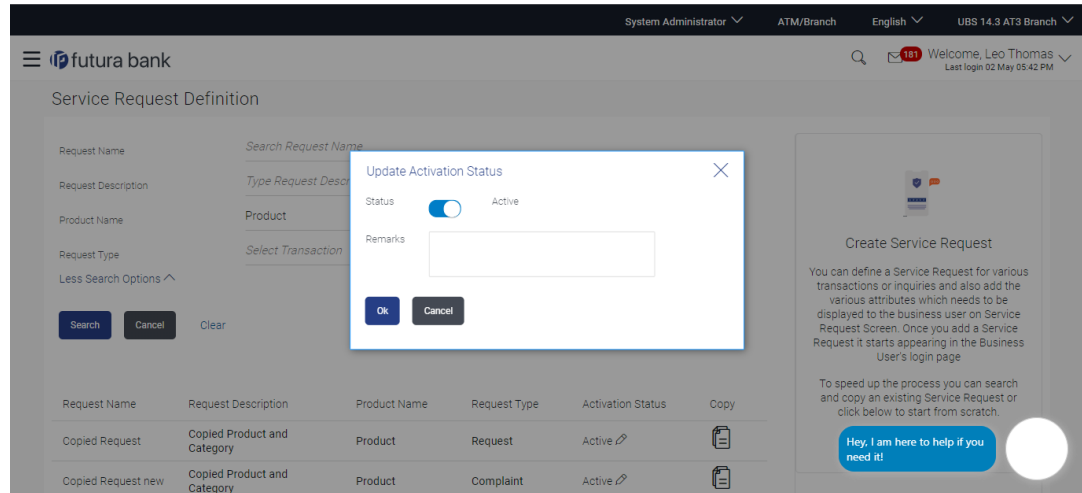 System Administrator ATM/Branch English UBS 14.3 AT3 Branch
futura bank
181 Welcome, Leo Thomas
Last login 02 May 05:42 PM
Service Request Definition
Request Name Search Request Name
Request Description Type Request Descr
Product Name Product
Request Type Select Transaction
Less Search Options
Search Cancel Clear
Update Activation Status
Status Active
Remarks
Ok Cancel
Create Service Request
You can define a Service Request for various
transactions or inquiries and also add the
various attributes which needs to be
displayed to the business user on Service
Request Screen. Once you add a Service
Request it starts appearing in the Business
User's login page
To speed up the process you can search
and copy an existing Service Request or
click below to start from scratch.
Hey, I am here to help if you
need it!
Request Name Request Description Product Name Request Type Activation Status Copy
Copied Request Copied Product and
Category Product Request Active
Copied Request new Copied Product and
Category Product Complaint Active